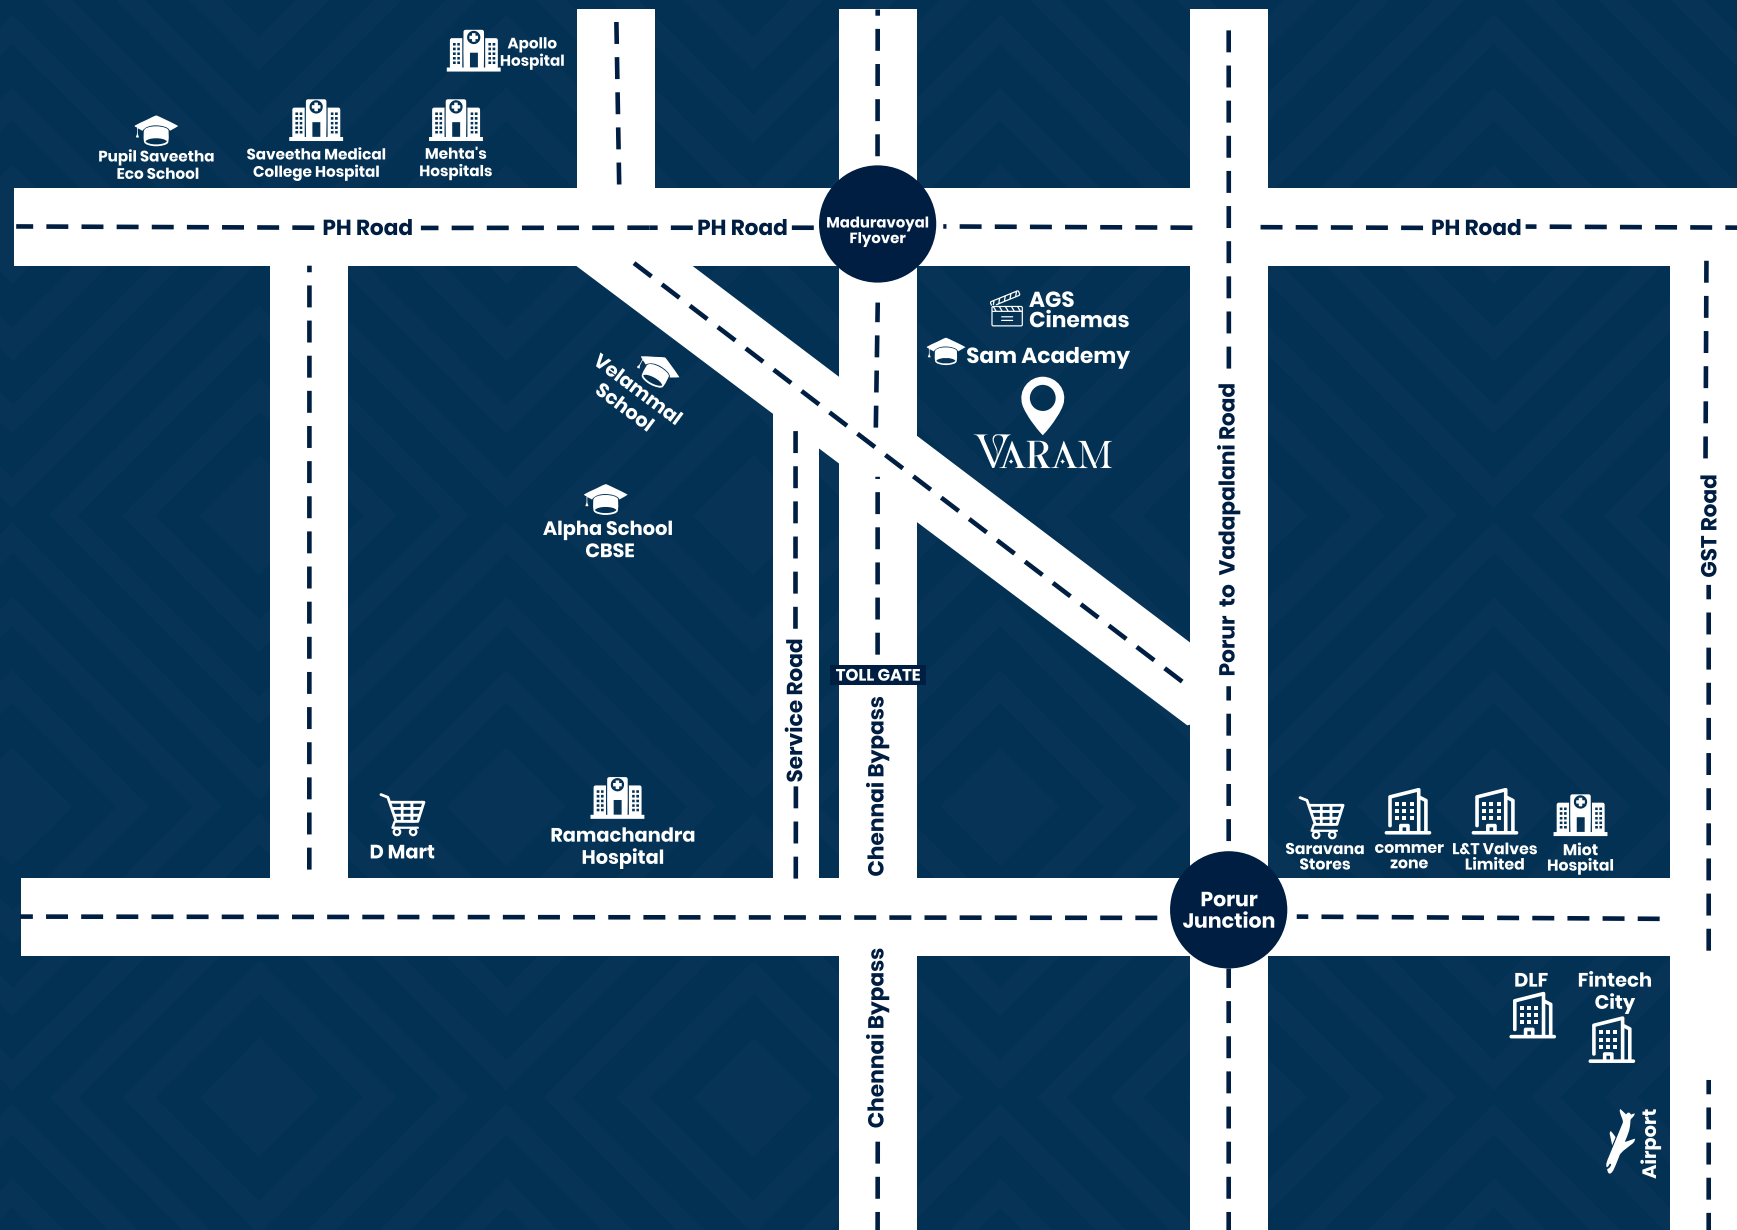 Apollo
Hospital
Pupil Saveetha
Eco School
Saveetha Medical
College Hospital
Mehta's
Hospitals
PH Road
PH Road
Maduravoyal
Flyover
PH Road
AGS
Cinemas
Sam Academy
VARAM
Velammal
School
Alpha School
CBSE
Porur to Vadapalani Road
GST Road
Service Road
TOLL GATE
Chennai Bypass
D Mart
Ramachandra
Hospital
Saravana
Stores
commer
zone
L&T Valves
Limited
Miot
Hospital
Porur
Junction
Chennai Bypass
DLF
Fintech
City
Airport